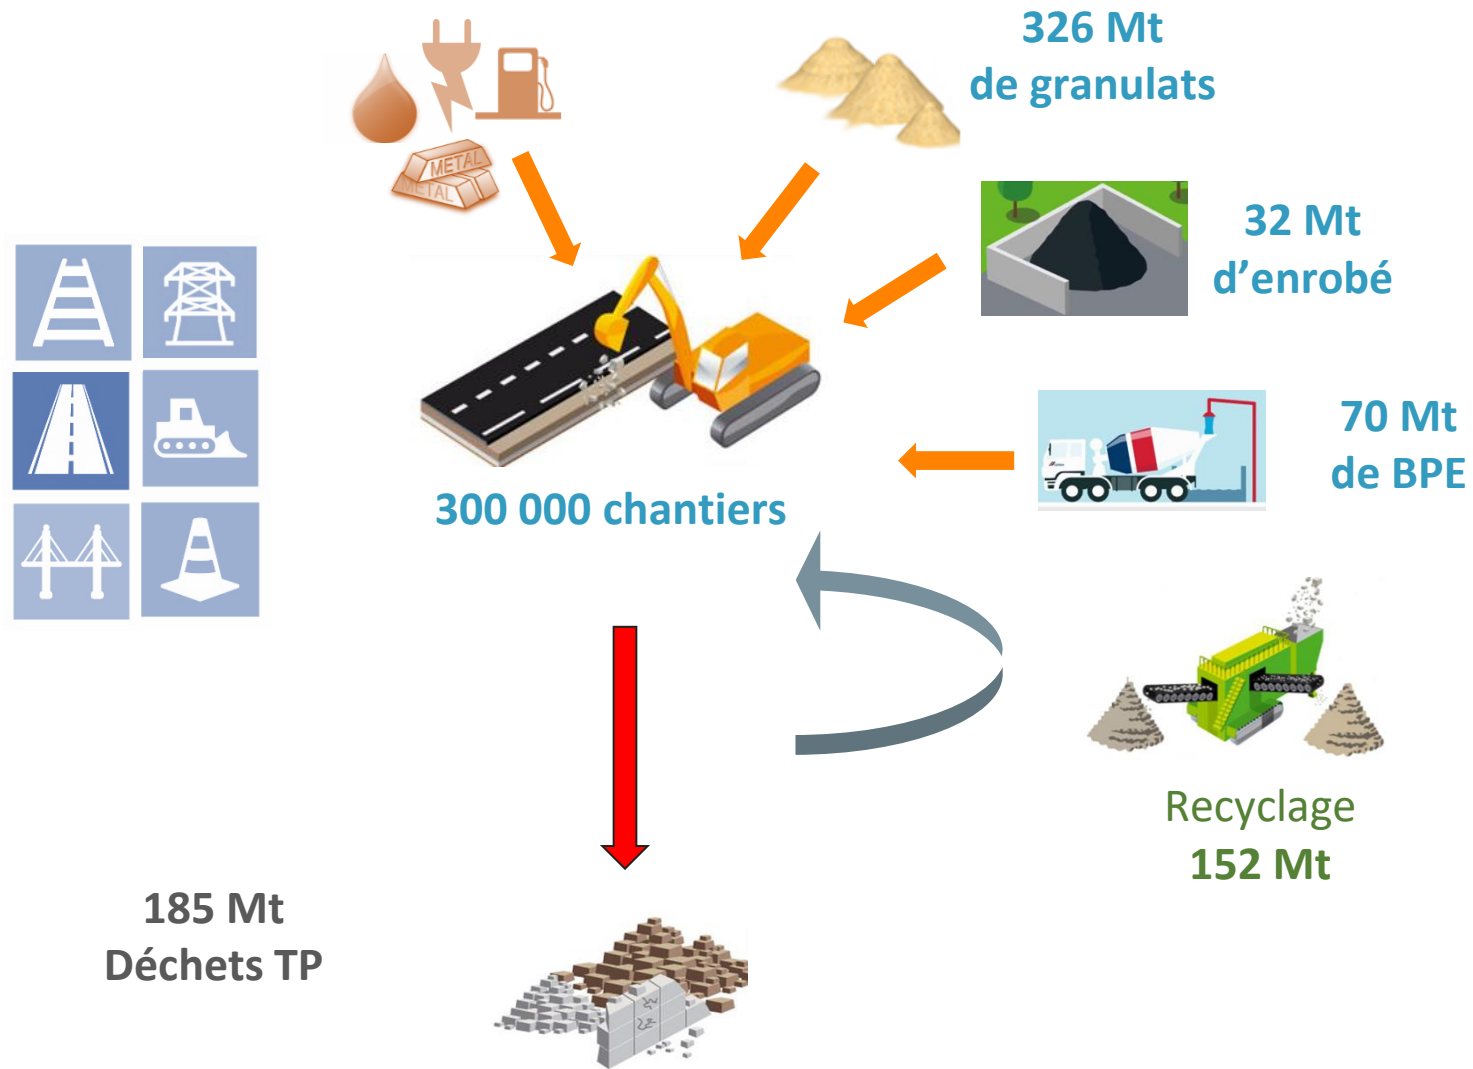 326 Mt
de granulats
METAL
METAL
32 Mt
d’enrobé
70 Mt
de BPE
300 000 chantiers
Recyclage
152 Mt
185 Mt
Déchets TP